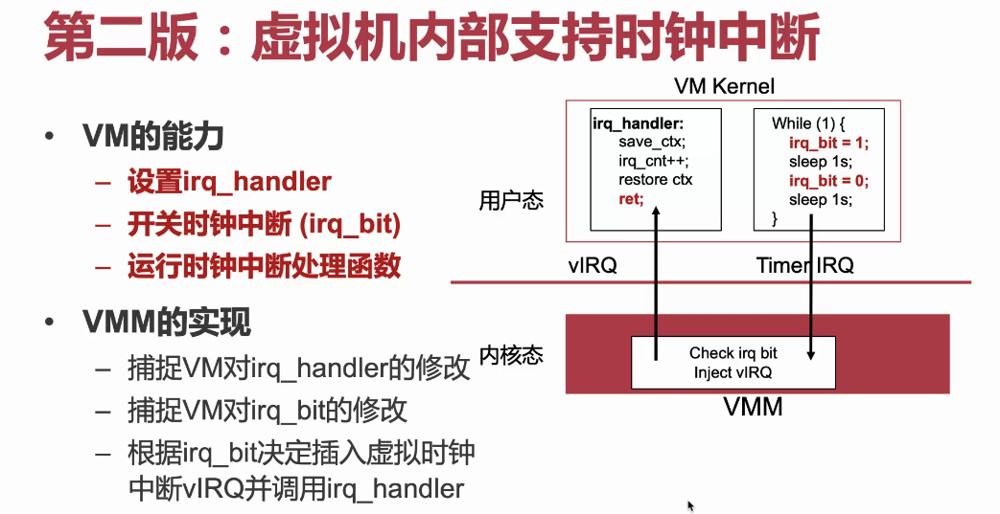 第二版：虚拟机内部支持时钟中断
• VM的能力
– 设置irq_handler
– 开关时钟中断 (irq_bit)
– 运行时钟中断处理函数
• VMM的实现
– 捕捉VM对irq_handler的修改
– 捕捉VM对irq_bit的修改
– 根据irq_bit决定插入虚拟时钟
中断vIRQ并调用irq_handler
VM Kernel
用户态
irq_handler:
save_ctx;
irq_cnt++;
restore ctx
ret;
While (1) {
irq_bit = 1;
sleep 1s;
irq_bit = 0;
sleep 1s;
}
vIRQ
Timer IRQ
内核态
Check irq bit
Inject vIRQ
VMM